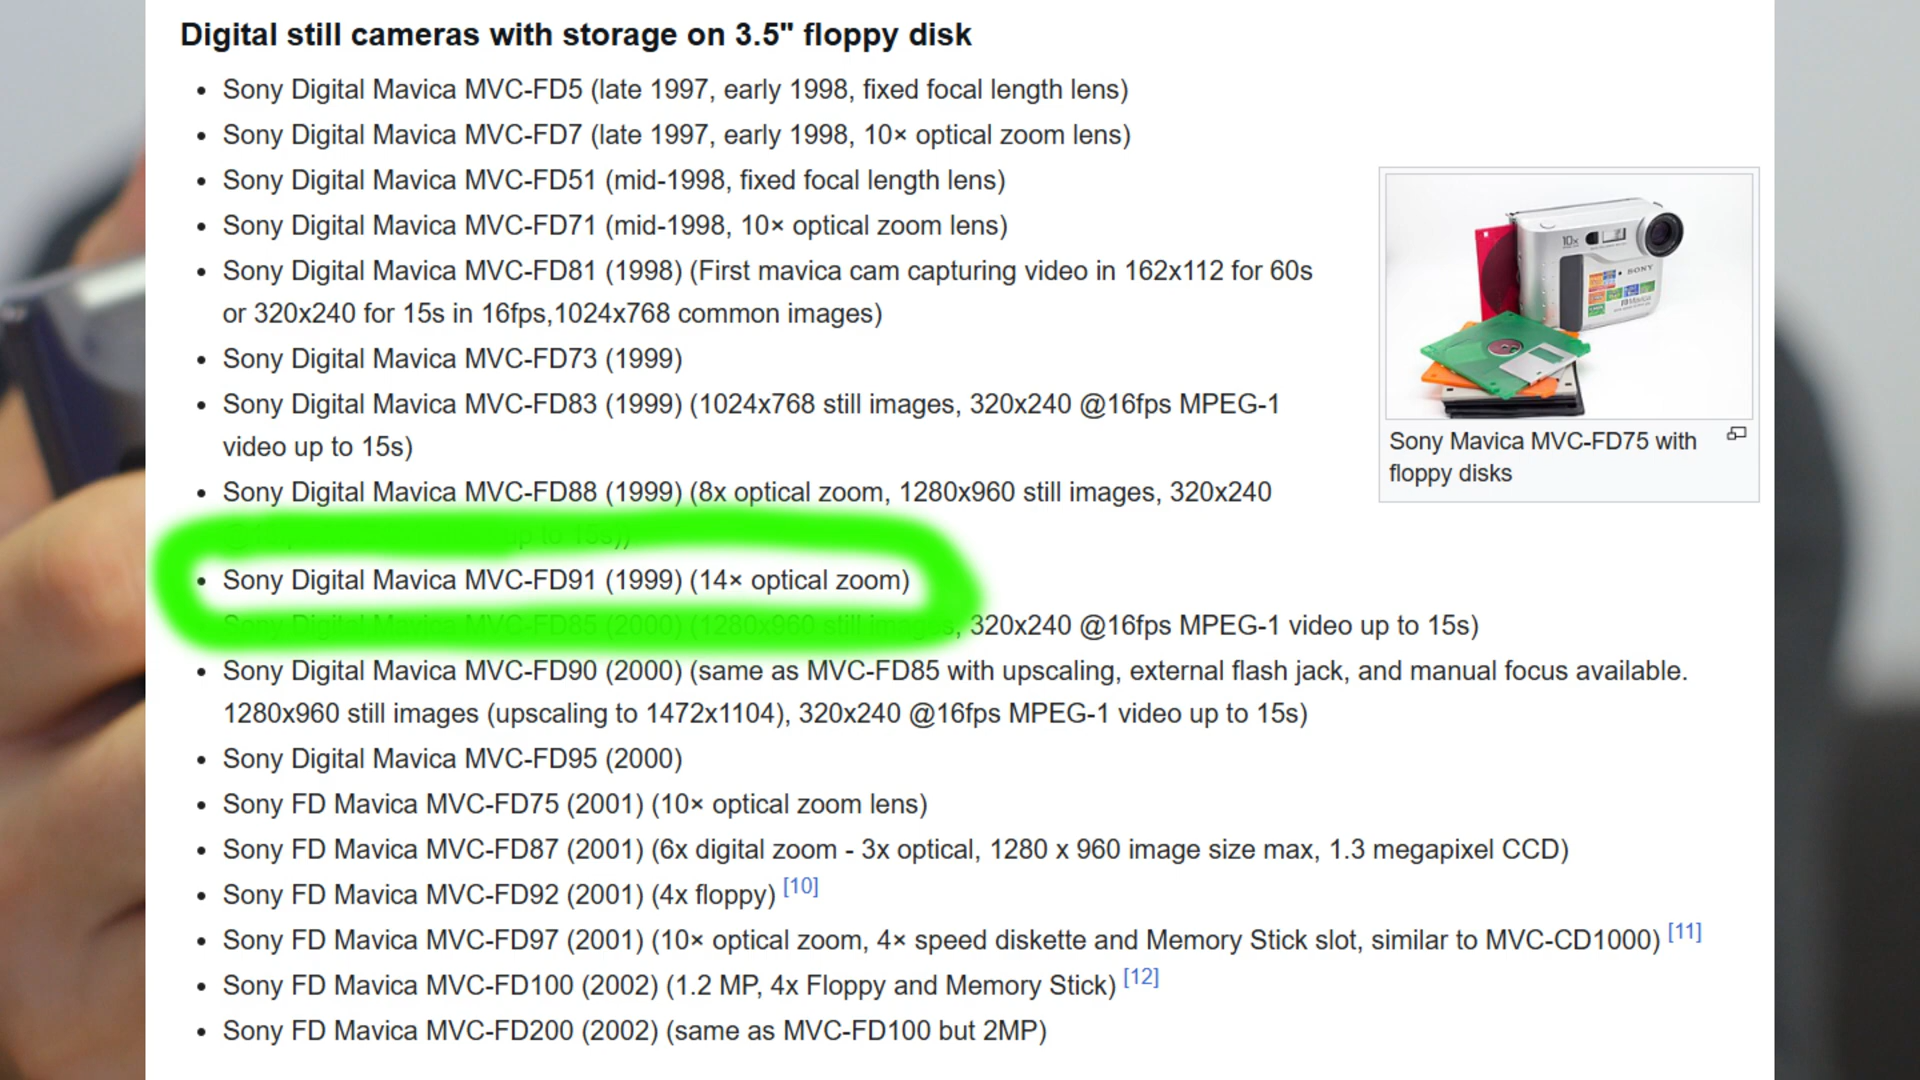 Digital still cameras with storage on 3.5" floppy disk
• Sony Digital Mavica MVC-FD5 (late 1997, early 1998, fixed focal length lens)
• Sony Digital Mavica MVC-FD7 (late 1997, early 1998, 10× optical zoom lens)
• Sony Digital Mavica MVC-FD51 (mid-1998, fixed focal length lens)
• Sony Digital Mavica MVC-FD71 (mid-1998, 10× optical zoom lens)
• Sony Digital Mavica MVC-FD81 (1998) (First mavica cam capturing video in 162x112 for 60s
or 320x240 for 15s in 16fps,1024x768 common images)
• Sony Digital Mavica MVC-FD73 (1999)
• Sony Digital Mavica MVC-FD83 (1999) (1024x768 still images, 320x240 @16fps MPEG-1
video up to 15s)
• Sony Digital Mavica MVC-FD88 (1999) (8x optical zoom, 1280x960 still images, 320x240
up to 15s))
• Sony Digital Mavica MVC-FD91 (1999) (14× optical zoom)
Sony Digital Mavica MVC-FD85 (2000) (1280x960 still images, 320x240 @16fps MPEG-1 video up to 15s)
• Sony Digital Mavica MVC-FD90 (2000) (same as MVC-FD85 with upscaling, external flash jack, and manual focus available.
1280x960 still images (upscaling to 1472x1104), 320x240 @16fps MPEG-1 video up to 15s)
• Sony Digital Mavica MVC-FD95 (2000)
• Sony FD Mavica MVC-FD75 (2001) (10× optical zoom lens)
• Sony FD Mavica MVC-FD87 (2001) (6x digital zoom - 3x optical, 1280 x 960 image size max, 1.3 megapixel CCD)
• Sony FD Mavica MVC-FD92 (2001) (4x floppy) [10]
• Sony FD Mavica MVC-FD97 (2001) (10× optical zoom, 4× speed diskette and Memory Stick slot, similar to MVC-CD1000) [11]
• Sony FD Mavica MVC-FD100 (2002) (1.2 MP, 4x Floppy and Memory Stick) [12]
• Sony FD Mavica MVC-FD200 (2002) (same as MVC-FD100 but 2MP)
10x
SONY
Sony Mavica MVC-FD75 with
floppy disks